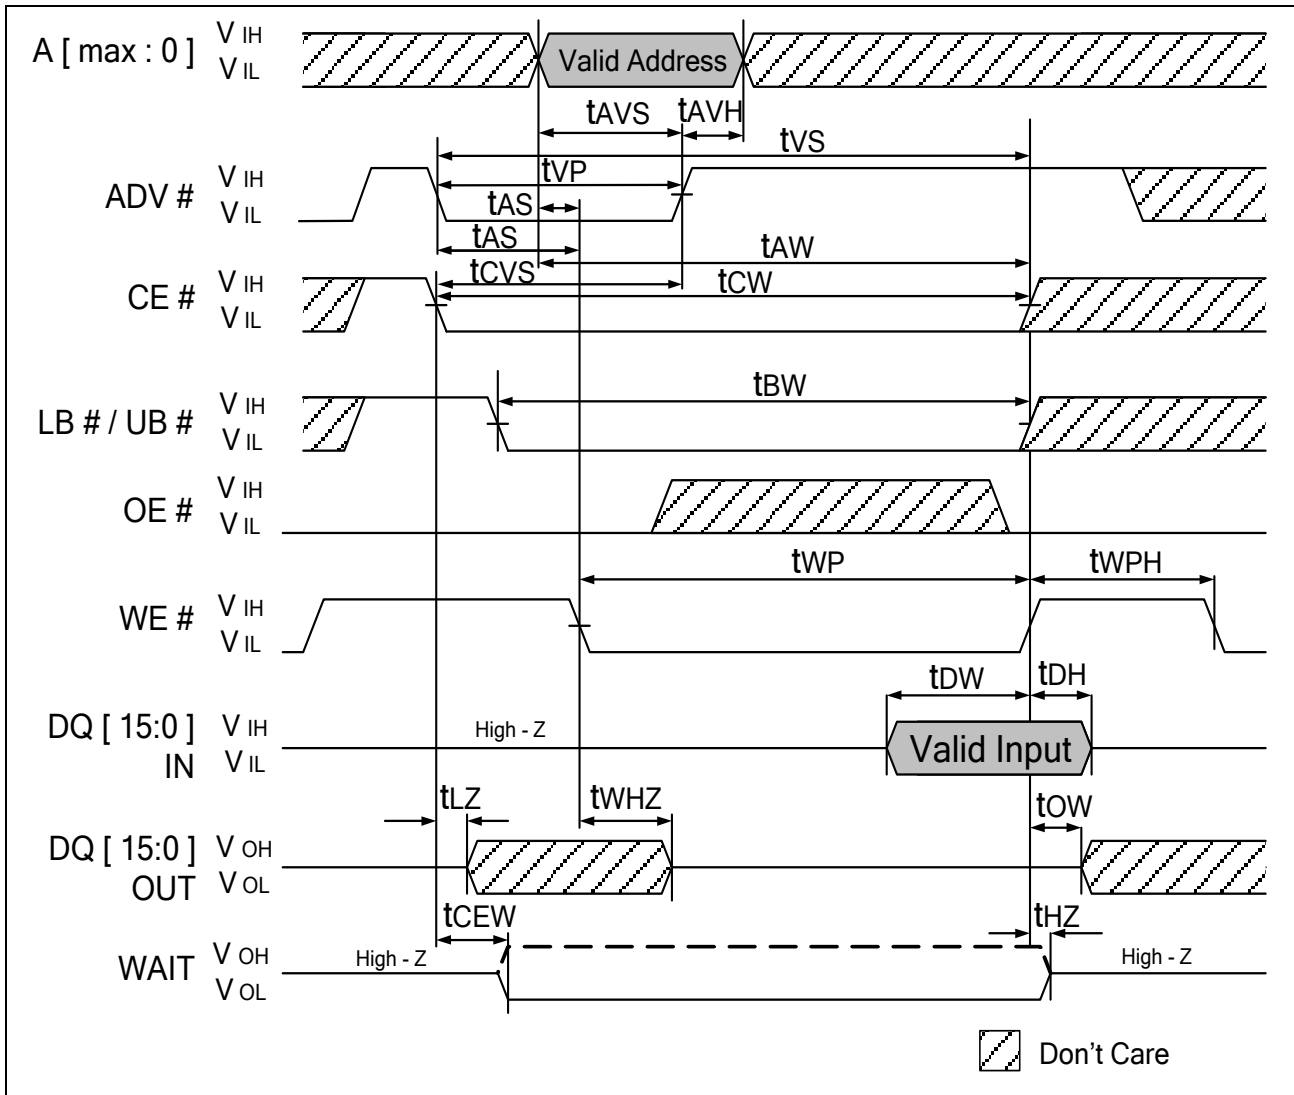 A [ max : 0 ]
V IH
V IL
Valid Address
tAVS
tAVH
tVS
ADV #
V IH
V IL
tVP
tAS
tAS
tAW
CE #
V IH
V IL
tCVS
tCW
LB # / UB #
V IH
V IL
tBW
OE #
V IH
V IL
tWP
tWPH
WE #
V IH
V IL
tDW
tDH
DQ [ 15:0 ]
IN
V IH
V IL
High - Z
Valid Input
tLZ
tWHZ
tOW
DQ [ 15:0 ]
OUT
V OH
V OL
tCEW
tHZ
WAIT
V OH
V OL
High - Z
High - Z
Don't Care